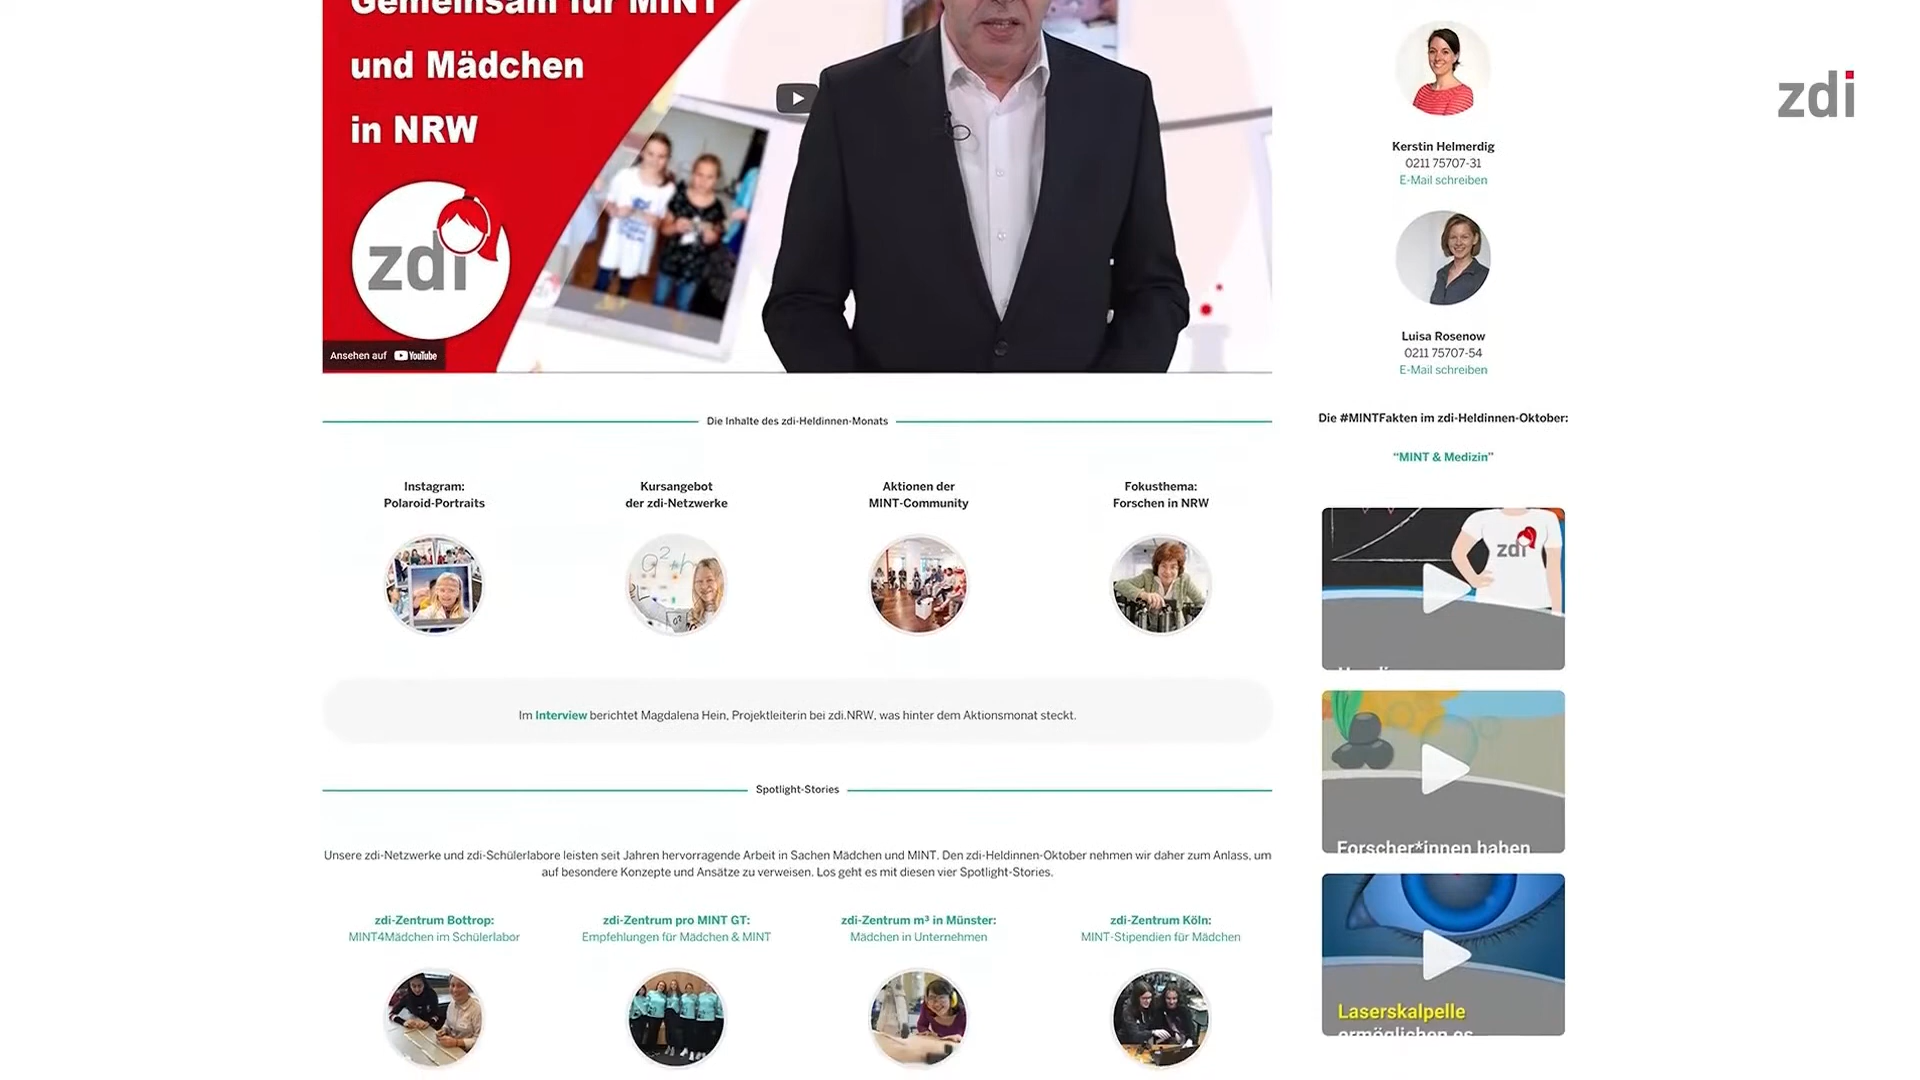 Gemeinsam für MINT
und Mädchen
in NRW
zdi
Ansehen auf YouTube
zdi
Kerstin Helmerdig
0211 75707-31
E-Mail schreiben
Luisa Rosenow
0211 75707-54
E-Mail schreiben
Die Inhalte des zdi-Heldinnen-Monats
Instagram:
Polaroid-Portraits
Kursangebot
der zdi-Netzwerke
Aktionen der
MINT-Community
Fokusthema:
Forschen in NRW
Im Interview berichtet Magdalena Hein, Projektleiterin bei zdi.NRW, was hinter dem Aktionsmonat steckt.
Spotlight-Stories
Unsere zdi-Netzwerke und zdi-Schülerlabore leisten seit Jahren hervorragende Arbeit in Sachen Mädchen und MINT. Den zdi-Heldinnen-Oktober nehmen wir daher zum Anlass, um
auf besondere Konzepte und Ansätze zu verweisen. Los geht es mit diesen vier Spotlight-Stories.
zdi-Zentrum Bottrop:
MINT4Mädchen im Schülerlabor
zdi-Zentrum pro MINT GT:
Empfehlungen für Mädchen & MINT
zdi-Zentrum m³ in Münster:
Mädchen in Unternehmen
zdi-Zentrum Köln:
MINT-Stipendien für Mädchen
Die #MINTFakten im zdi-Heldinnen-Oktober:
“MINT & Medizin”
zdi
Forscher*innen haben
Laserskalpelle
ermöglichen es